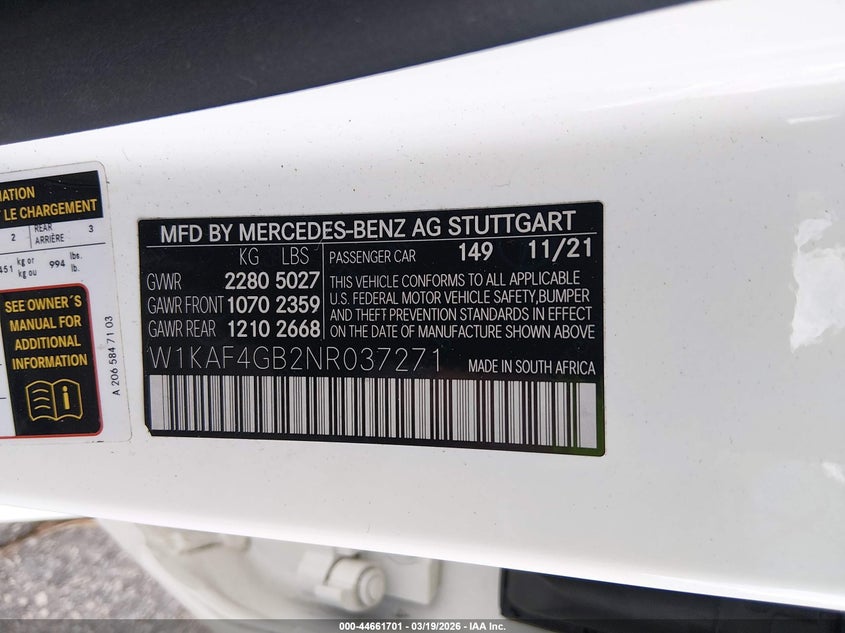 MATION
LE CHARGEMENT
2 REAR ARRIÈRE 3
451 kg or kg ou 994 lbs. lb.
SEE OWNER´S
MANUAL FOR
ADDITIONAL
INFORMATION
A 206 584 71 03
MFD BY MERCEDES-BENZ AG STUTTGART
KG LBS
GVWR 2280 5027
GAWR FRONT 1070 2359
GAWR REAR 1210 2668
PASSENGER CAR 149 11/21
THIS VEHICLE CONFORMS TO ALL APPLICABLE
U.S. FEDERAL MOTOR VEHICLE SAFETY,BUMPER
AND THEFT PREVENTION STANDARDS IN EFFECT
ON THE DATE OF MANUFACTURE SHOWN ABOVE
W1KAF4GB2NR037271 MADE IN SOUTH AFRICA
000-44661701 - 03/19/2026 - IAA Inc.